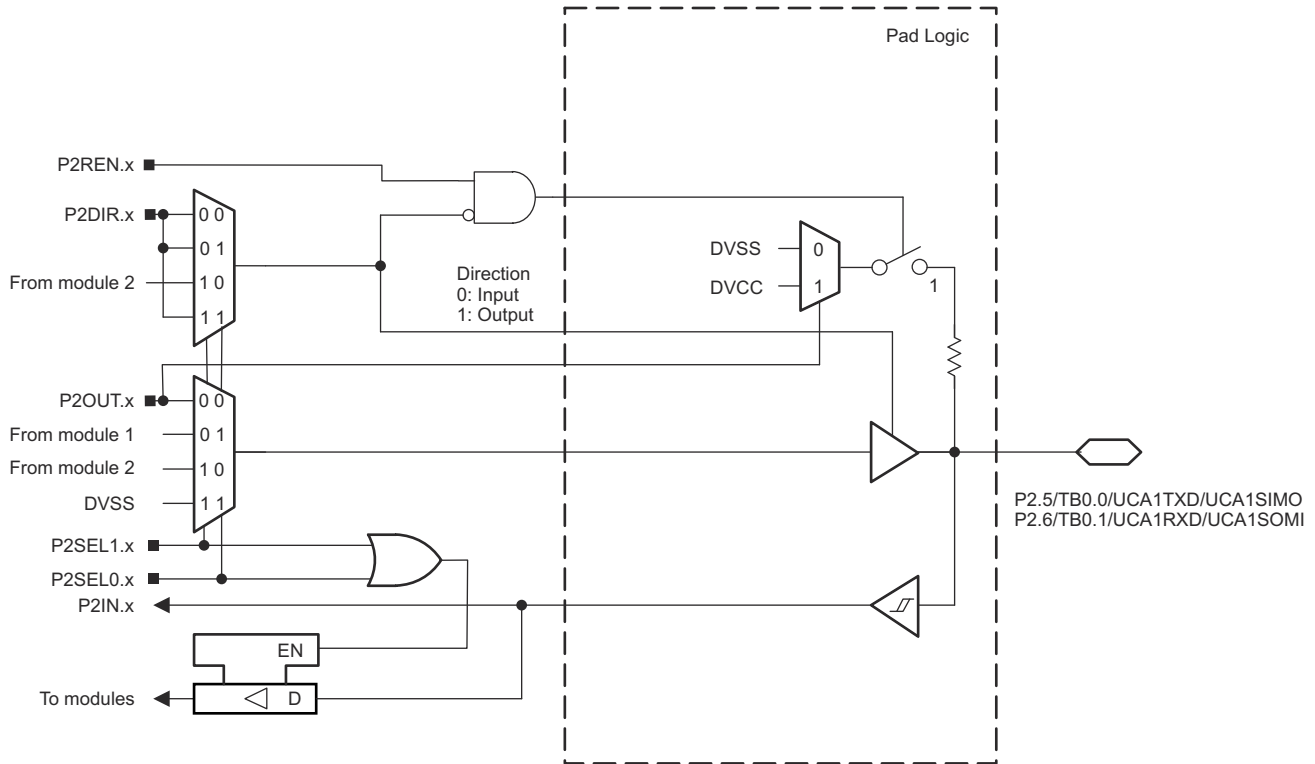 Pad Logic
P2REN.x
P2DIR.x
0 0
0 1
From module 2
1 0
1 1
Direction
0: Input
1: Output
DVSS
0
DVCC
1
1
P2OUT.x
0 0
From module 1
0 1
From module 2
1 0
DVSS
1 1
P2SEL1.x
P2SEL0.x
P2IN.x
EN
To modules
D
P2.5/TB0.0/UCA1TXD/UCA1SIMO
P2.6/TB0.1/UCA1RXD/UCA1SOMI